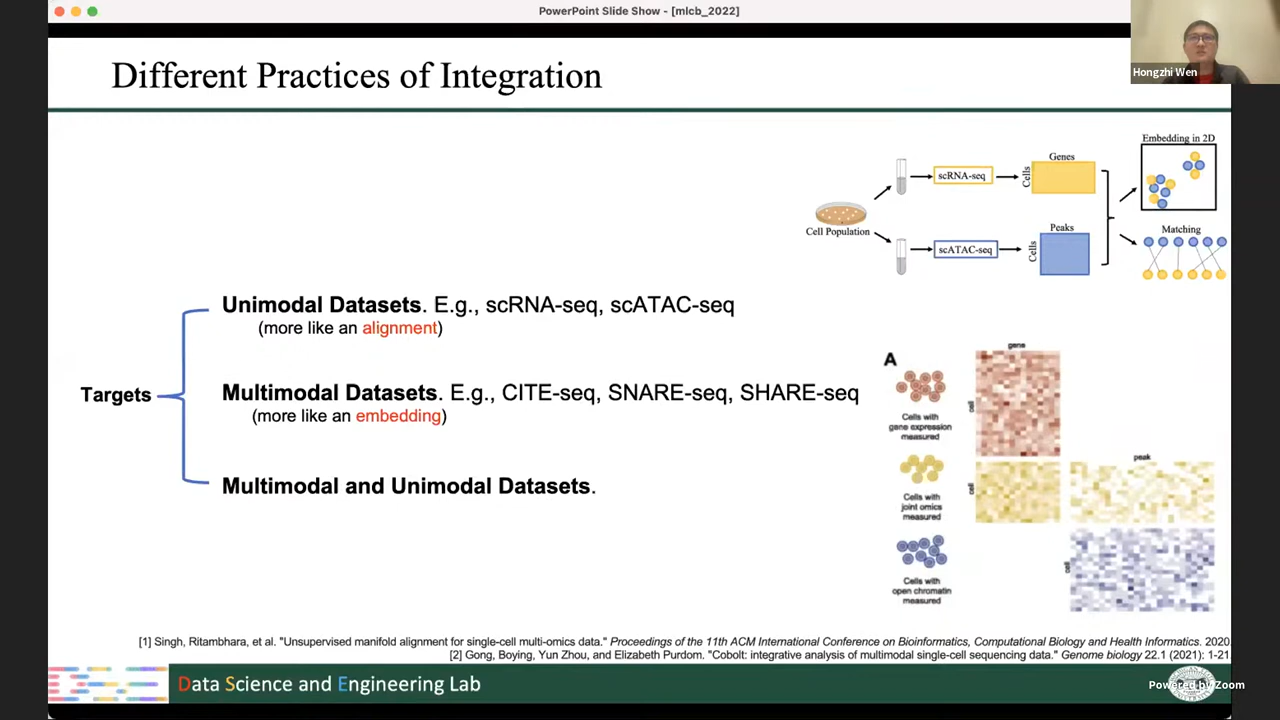 PowerPoint Slide Show - [mlcb_2022]
Hongzhi Wen
Different Practices of Integration
Embedding in 2D
Genes
Cells
scRNA-seq
Cell Population
Peaks
Cells
scATAC-seq
Matching
Unimodal Datasets. E.g., scRNA-seq, scATAC-seq
(more like an alignment)
Targets
Multimodal Datasets. E.g., CITE-seq, SNARE-seq, SHARE-seq
(more like an embedding)
Multimodal and Unimodal Datasets.
A
gene
cell
Cells with
gene expression
measured
peak
cell
Cells with
joint omics
measured
cell
Cells with
open chromatin
measured
[1] Singh, Ritambhara, et al. "Unsupervised manifold alignment for single-cell multi-omics data." Proceedings of the 11th ACM International Conference on Bioinformatics, Computational Biology and Health Informatics. 2020
[2] Gong, Boying, Yun Zhou, and Elizabeth Purdom. "Cobolt: integrative analysis of multimodal single-cell sequencing data." Genome biology 22.1 (2021): 1-21
Data Science and Engineering Lab
Powered by Zoom